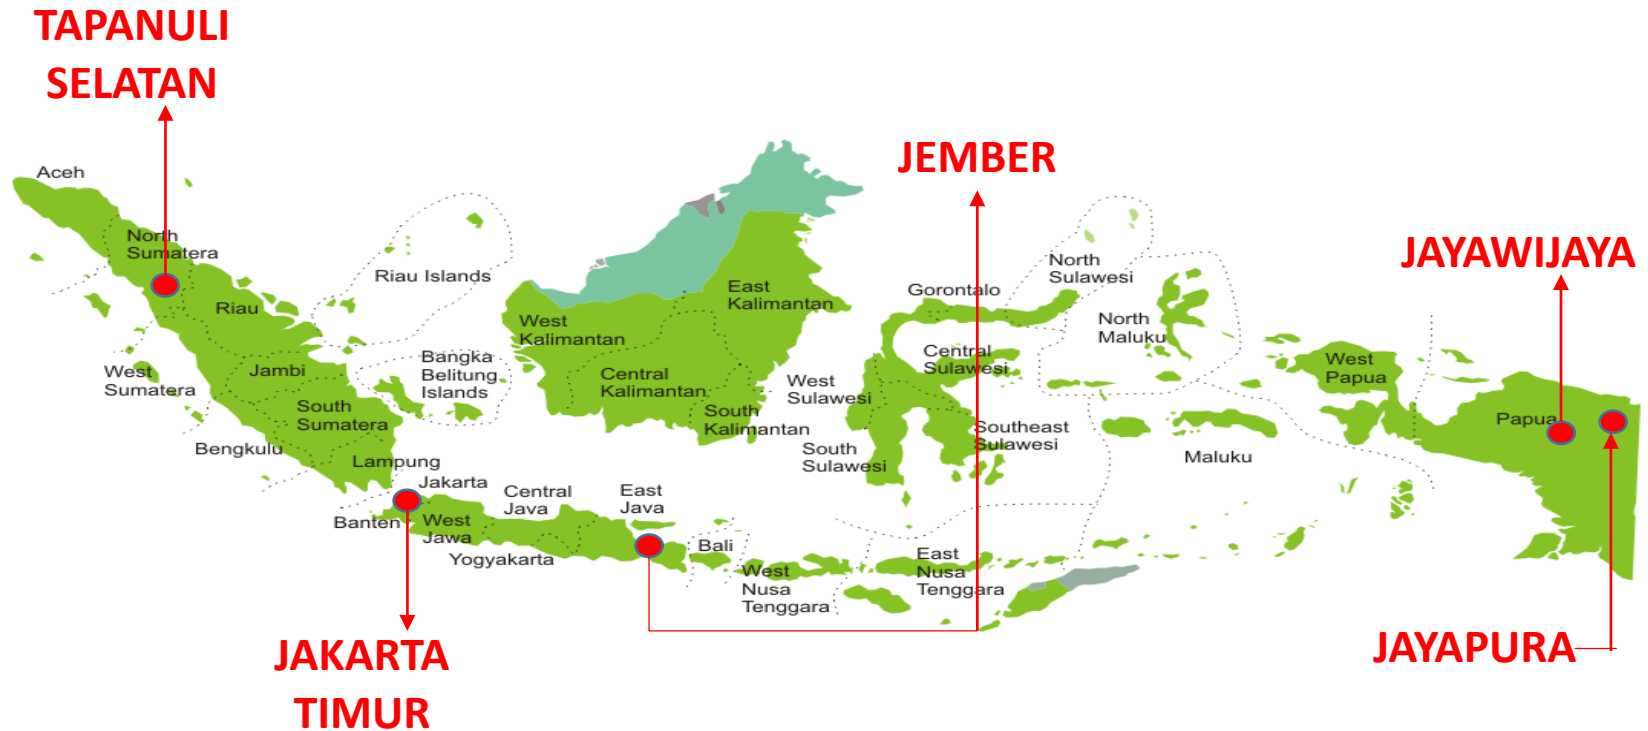 TAPANULI
SELATAN
JEMBER
JAYAWIJAYA
Aceh
North
Sumatera
Riau Islands
Riau
West
Sumatera
Jambi
Bangka
Belitung
Islands
South
Sumatera
Bengkulu
Lampung
Jakarta
Banten
West
Jawa
Central
Java
Yogyakarta
East
Java
Bali
West
Nusa
Tenggara
East
Nusa
Tenggara
West
Kalimantan
Central
Kalimantan
East
Kalimantan
South
Kalimantan
West
Sulawesi
South
Sulawesi
Central
Sulawesi
Southeast
Sulawesi
Gorontalo
North
Sulawesi
North
Maluku
Maluku
West
Papua
Papua
JAKARTA
TIMUR
JAYAPURA